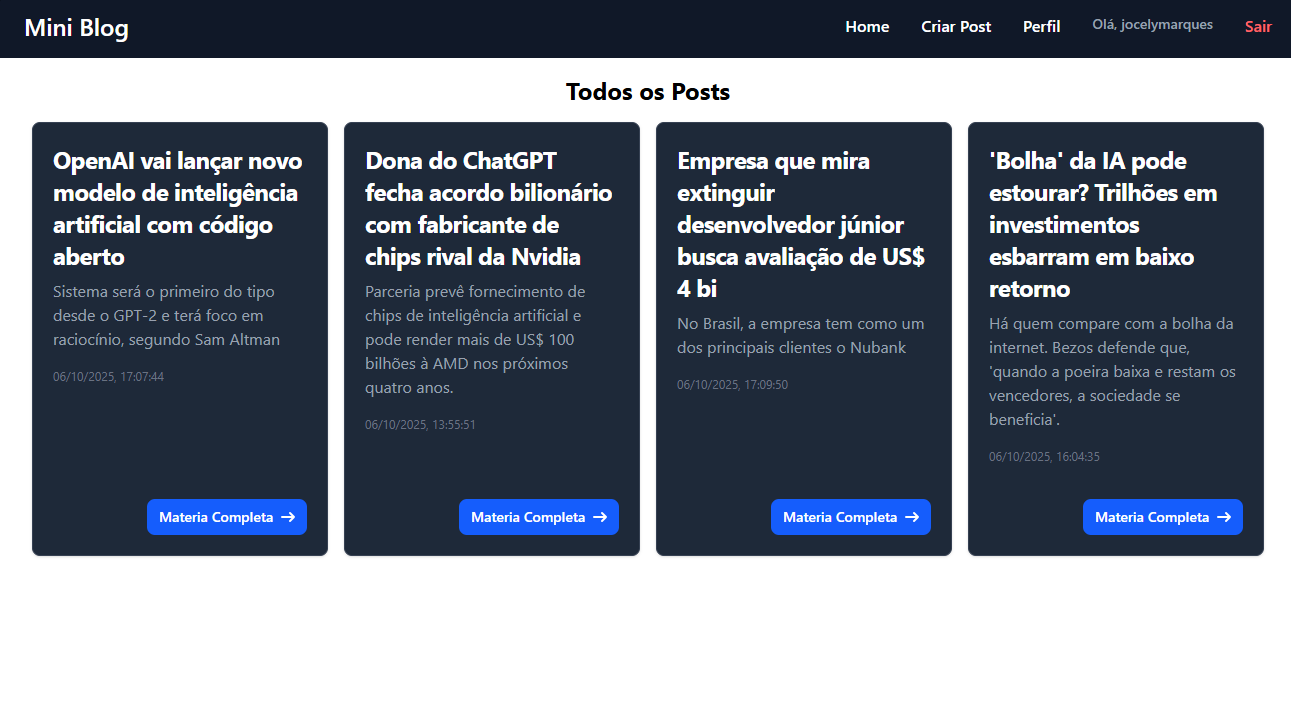 Mini Blog
Home
Criar Post
Perfil
Olá, jocelymarques
Sair
Todos os Posts
OpenAI vai lançar novo
modelo de inteligência
artificial com código
aberto
Sistema será o primeiro do tipo
desde o GPT-2 e terá foco em
raciocínio, segundo Sam Altman
06/10/2025, 17:07:44
Materia Completa →
Dona do ChatGPT
fecha acordo bilionário
com fabricante de
chips rival da Nvidia
Parceria prevê fornecimento de
chips de inteligência artificial e
pode render mais de US$ 100
bilhões à AMD nos próximos
quatro anos.
06/10/2025, 13:55:51
Materia Completa →
Empresa que mira
extinguir
desenvolvedor júnior
busca avaliação de US$
4 bi
No Brasil, a empresa tem como um
dos principais clientes o Nubank
06/10/2025, 17:09:50
Materia Completa →
'Bolha' da IA pode
estourar? Trilhões em
investimentos
esbarram em baixo
retorno
Há quem compare com a bolha da
internet. Bezos defende que,
'quando a poeira baixa e restam os
vencedores, a sociedade se
beneficia'.
06/10/2025, 16:04:35
Materia Completa →